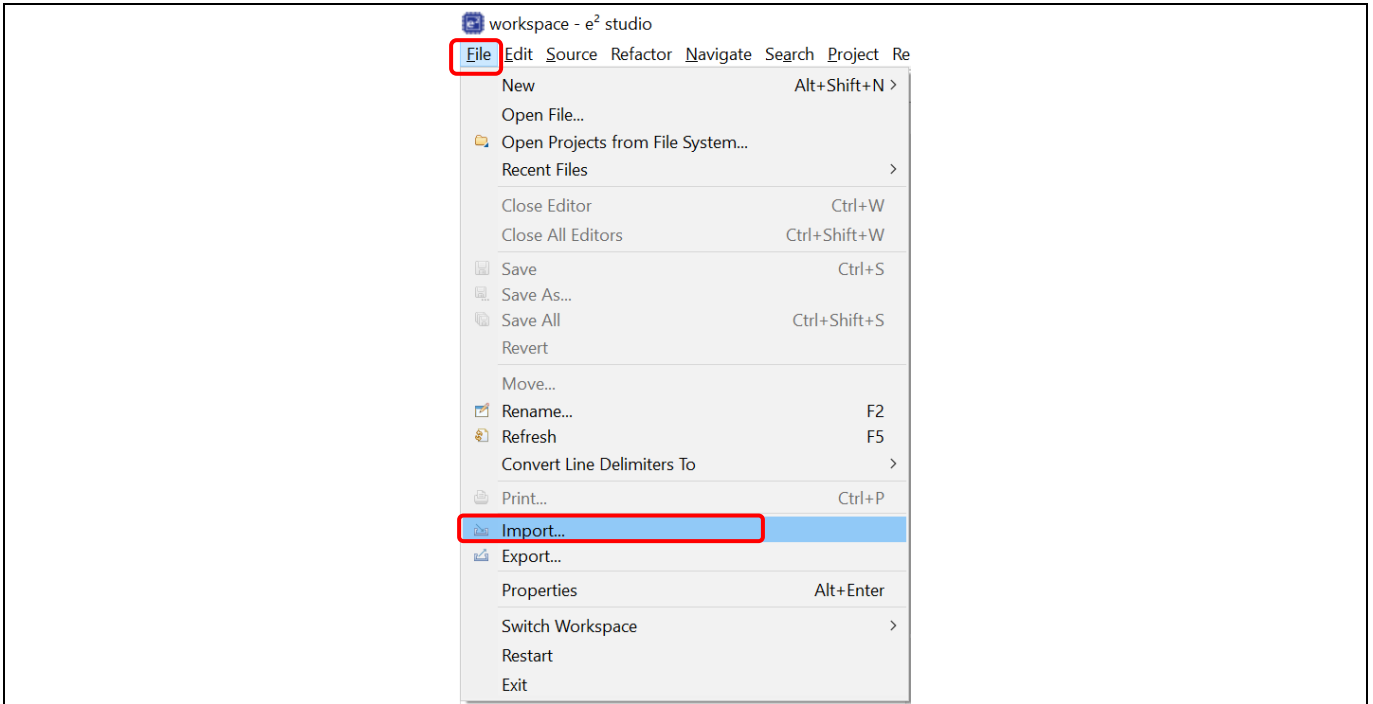 workspace - e² studio
File Edit Source Refactor Navigate Search Project Re
New Alt+Shift+N >
Open File...
Open Projects from File System...
Recent Files >
Close Editor Ctrl+W
Close All Editors Ctrl+Shift+W
Save Ctrl+S
Save As...
Save All Ctrl+Shift+S
Revert
Move...
Rename... F2
Refresh F5
Convert Line Delimiters To >
Print... Ctrl+P
Import...
Export...
Properties Alt+Enter
Switch Workspace >
Restart
Exit